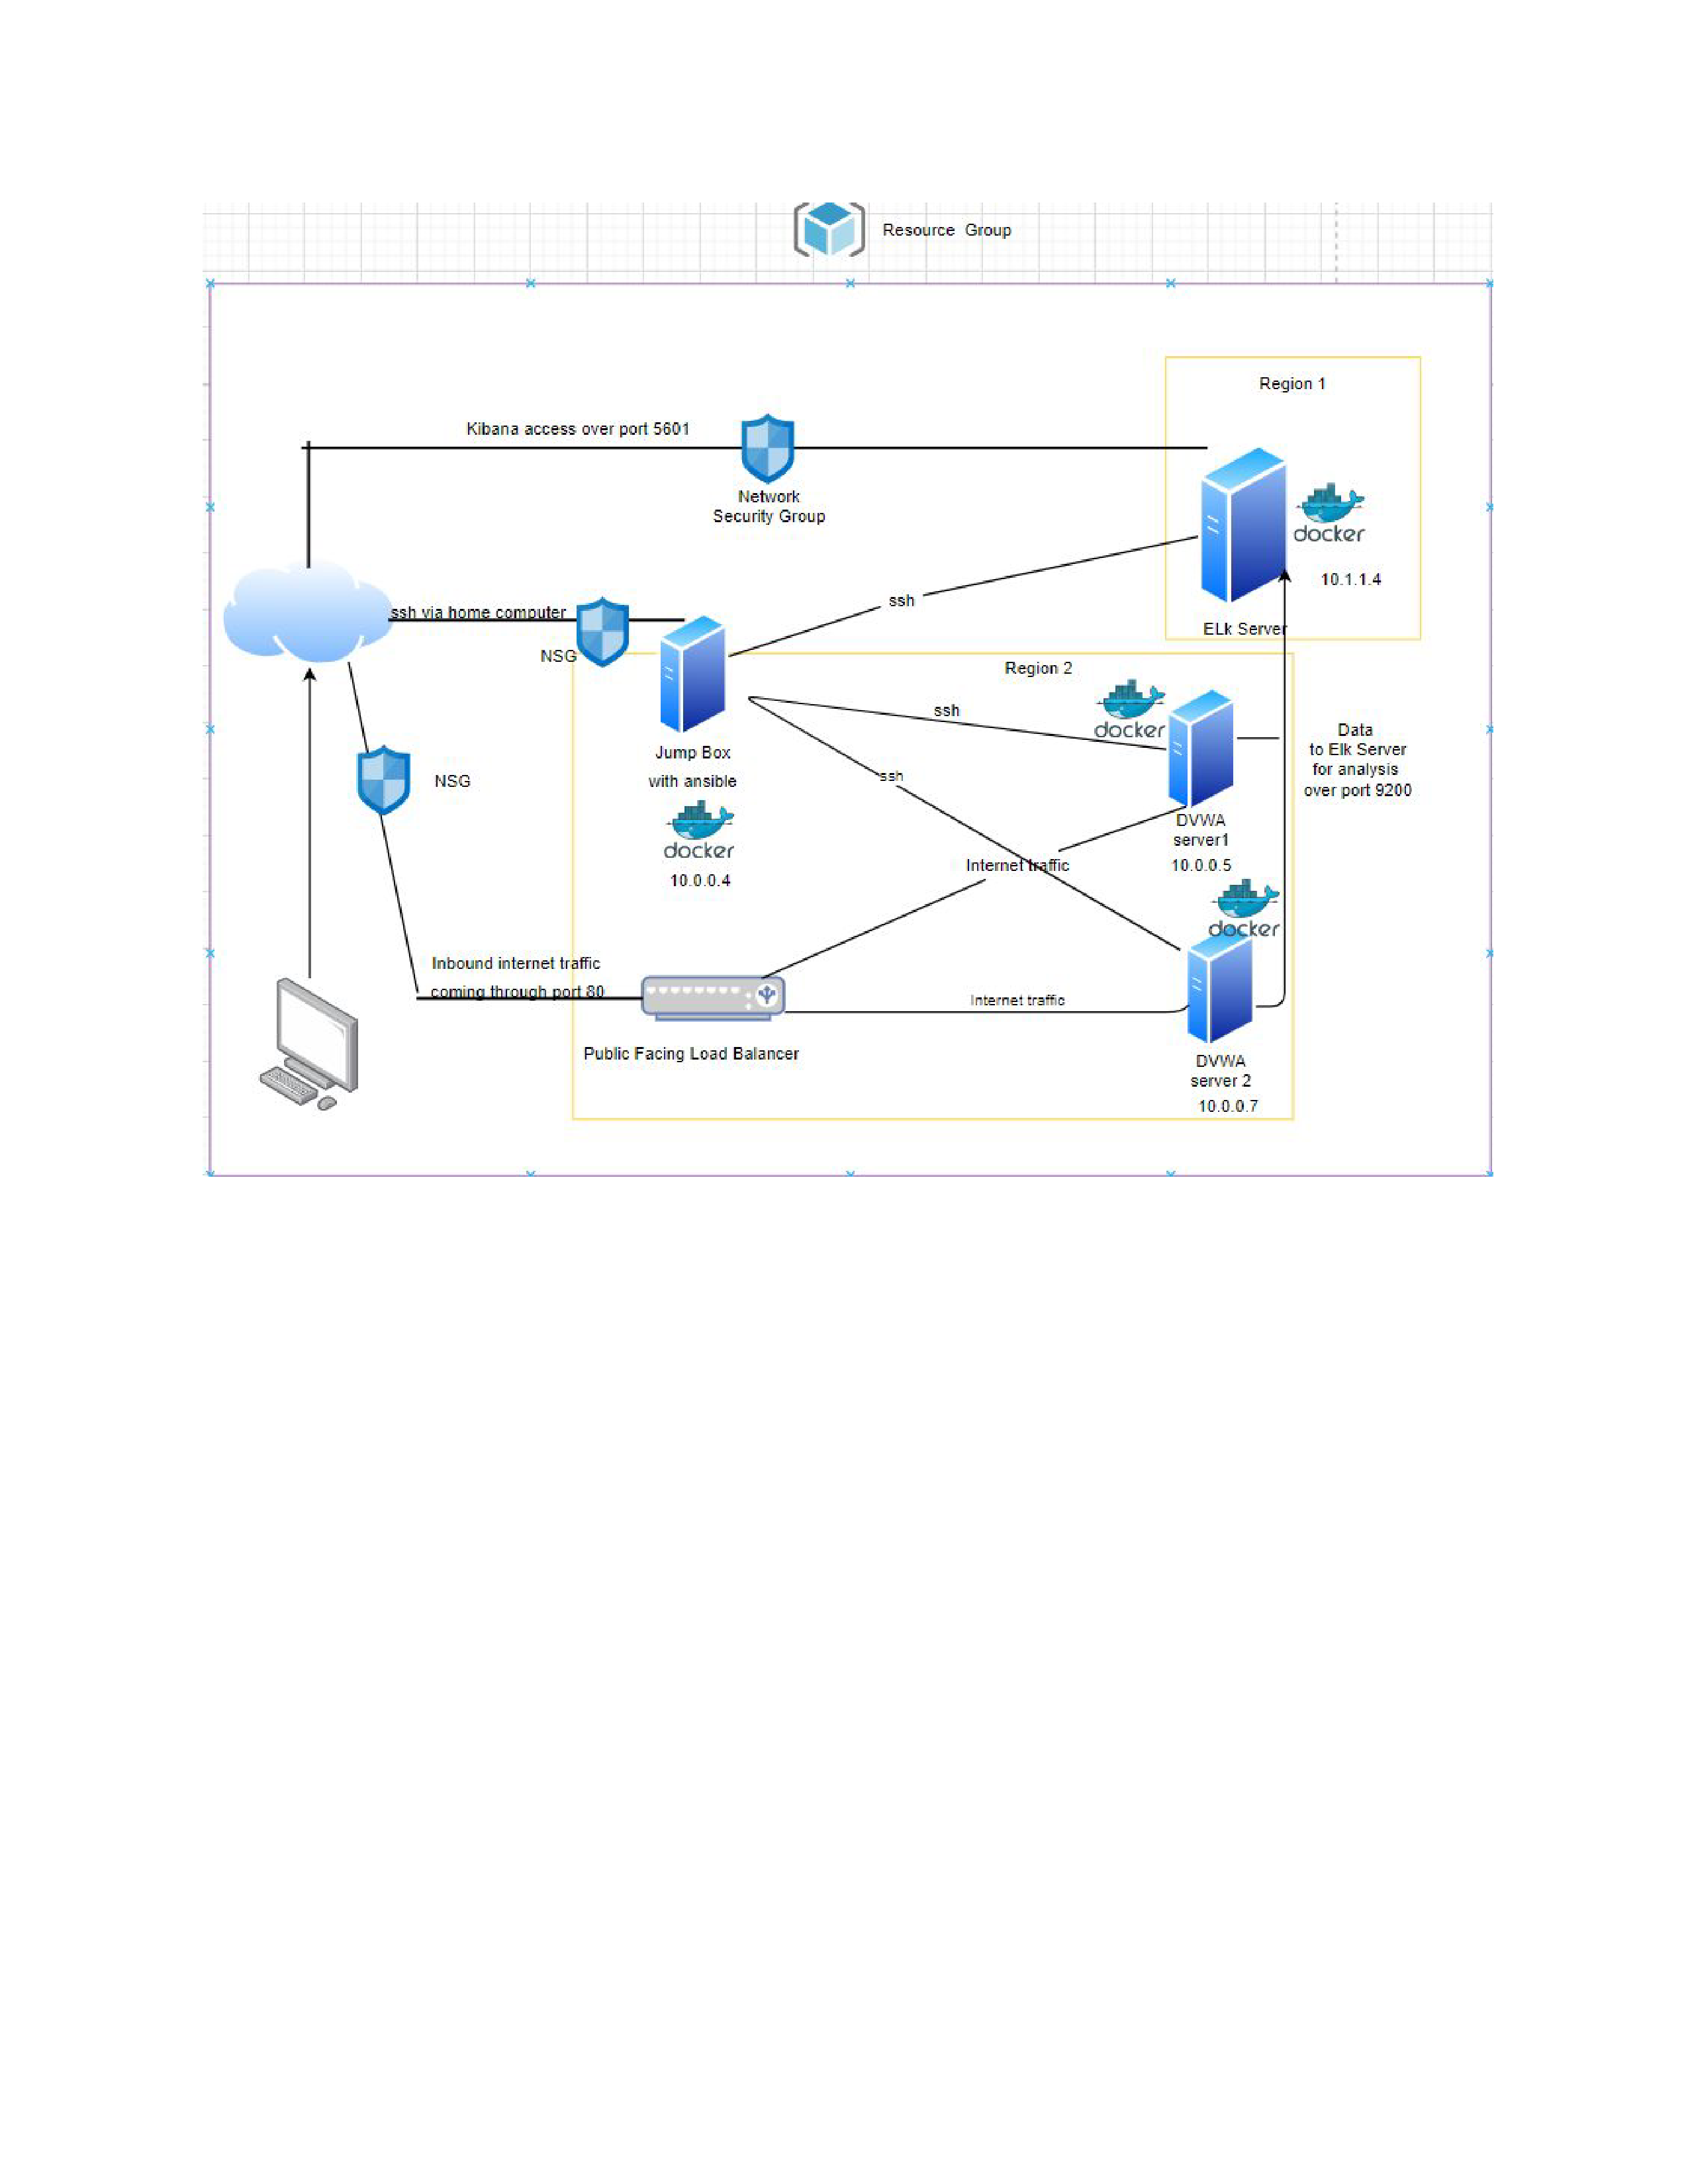 Resource Group
Region 1
Kibana access over port 5601
Network
Security Group
docker
10.1.1.4
ELk Server
ssh
ssh via home computer
NSG
Region 2
Jump Box
with ansible
docker
10.0.0.4
ssh
ssh
docker
DVWA
server1
10.0.0.5
Data
to Elk Server
for analysis
over port 9200
NSG
Internet traffic
docker
Inbound internet traffic
coming through port 80
Internet traffic
Public Facing Load Balancer
DVWA
server 2
10.0.0.7